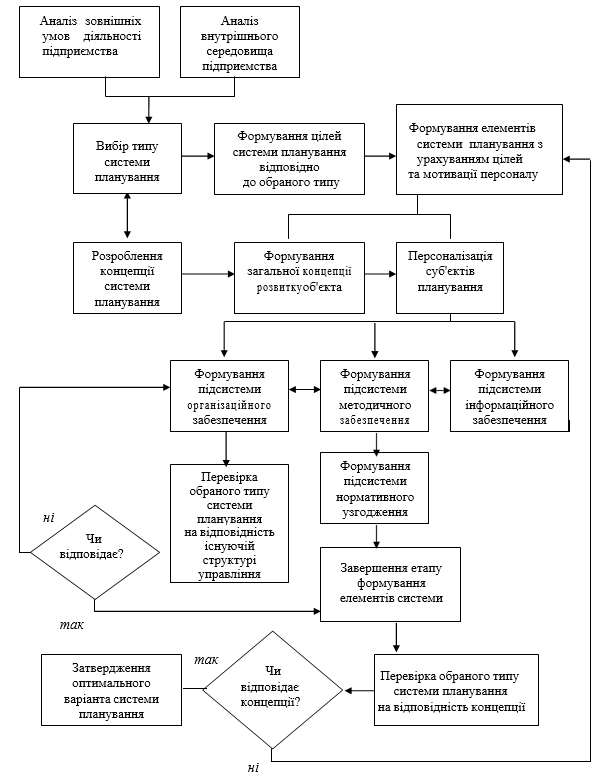 Аналіз зовнішніх
умов діяльності
підприємства
Аналіз
внутрішнього
середовища
підприємства
Вибір типу
системи
планування
Формування цілей
системи планування
відповідно
до обраного типу
Формування елементів
системи планування з
урахуванням цілей
та мотивації персоналу
Розроблення
концепції
системи
планування
Формування
загальної концепції
розвиткуоб'єкта
Персоналізація
суб'єктів
планування
Формування
підсистеми
організаційного
забезпечення
Формування
підсистеми
методичного
забезпечення
Формування
підсистеми
інформаційного
забезпечення
Перевірка
обраного типу
системи
планування
на відповідність
існуючій
структурі
управління
Формування
підсистеми
нормативного
узгодження
ні
Чи
відповідає?
так
Завершення етапу
формування
елементів системи
Затвердження
оптимального
варіанта системи
планування
так
Чи
відповідає
концепції?
Перевірка обраного типу
системи планування
на відповідність концепції
ні